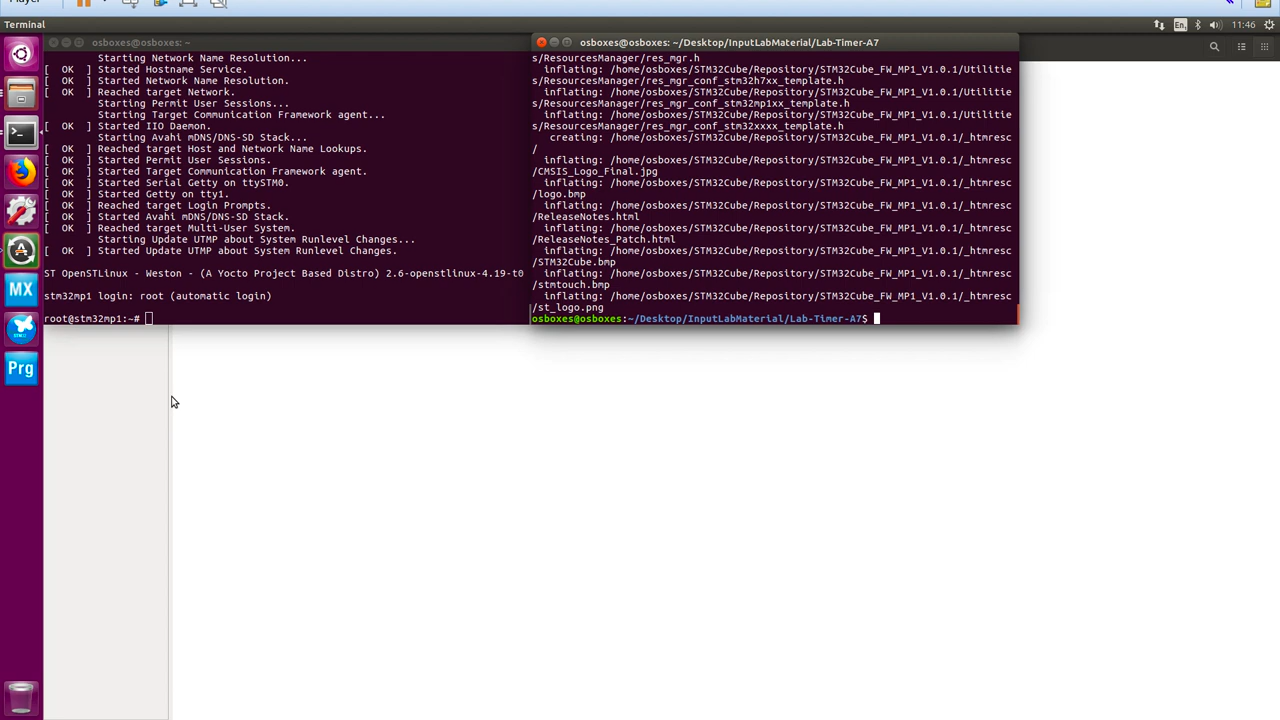 Player
Terminal
En
11:46
osboxes@osboxes: ~
Starting Network Name Resolution...
[  OK  ] Started Hostname Service.
[  OK  ] Started Network Name Resolution.
[  OK  ] Reached target Network.
Starting Permit User Sessions...
Starting Target Communication Framework agent...
[  OK  ] Started IIO Daemon.
Starting Avahi mDNS/DNS-SD Stack...
[  OK  ] Reached target Host and Network Name Lookups.
[  OK  ] Started Permit User Sessions.
[  OK  ] Started Target Communication Framework agent.
[  OK  ] Started Serial Getty on ttySTM0.
[  OK  ] Started Getty on tty1.
[  OK  ] Reached target Login Prompts.
[  OK  ] Started Avahi mDNS/DNS-SD Stack.
[  OK  ] Reached target Multi-User System.
Starting Update UTMP about System Runlevel Changes...
[  OK  ] Started Update UTMP about System Runlevel Changes.
ST OpenSTLinux - Weston - (A Yocto Project Based Distro) 2.6-openstlinux-4.19-t0
stm32mp1 login: root (automatic login)
root@stm32mp1:~#
osboxes@osboxes: ~/Desktop/InputLabMaterial/Lab-Timer-A7
s/ResourcesManager/res_mgr.h
inflating: /home/osboxes/STM32Cube/Repository/STM32Cube_FW_MP1_V1.0.1/Utilitie
s/ResourcesManager/res_mgr_conf_stm32h7xx_template.h
inflating: /home/osboxes/STM32Cube/Repository/STM32Cube_FW_MP1_V1.0.1/Utilitie
s/ResourcesManager/res_mgr_conf_stm32mp1xx_template.h
inflating: /home/osboxes/STM32Cube/Repository/STM32Cube_FW_MP1_V1.0.1/Utilitie
s/ResourcesManager/res_mgr_conf_stm32xxxx_template.h
creating: /home/osboxes/STM32Cube/Repository/STM32Cube_FW_MP1_V1.0.1/_htmresc
/
inflating: /home/osboxes/STM32Cube/Repository/STM32Cube_FW_MP1_V1.0.1/_htmresc
/CMSIS_Logo_Final.jpg
inflating: /home/osboxes/STM32Cube/Repository/STM32Cube_FW_MP1_V1.0.1/_htmresc
/logo.bmp
inflating: /home/osboxes/STM32Cube/Repository/STM32Cube_FW_MP1_V1.0.1/_htmresc
/ReleaseNotes.html
inflating: /home/osboxes/STM32Cube/Repository/STM32Cube_FW_MP1_V1.0.1/_htmresc
/ReleaseNotes_Patch.html
inflating: /home/osboxes/STM32Cube/Repository/STM32Cube_FW_MP1_V1.0.1/_htmresc
/STM32Cube.bmp
inflating: /home/osboxes/STM32Cube/Repository/STM32Cube_FW_MP1_V1.0.1/_htmresc
/stmtouch.bmp
inflating: /home/osboxes/STM32Cube/Repository/STM32Cube_FW_MP1_V1.0.1/_htmresc
/st_logo.png
osboxes@osboxes:~/Desktop/InputLabMaterial/Lab-Timer-A7$
MX
Prg